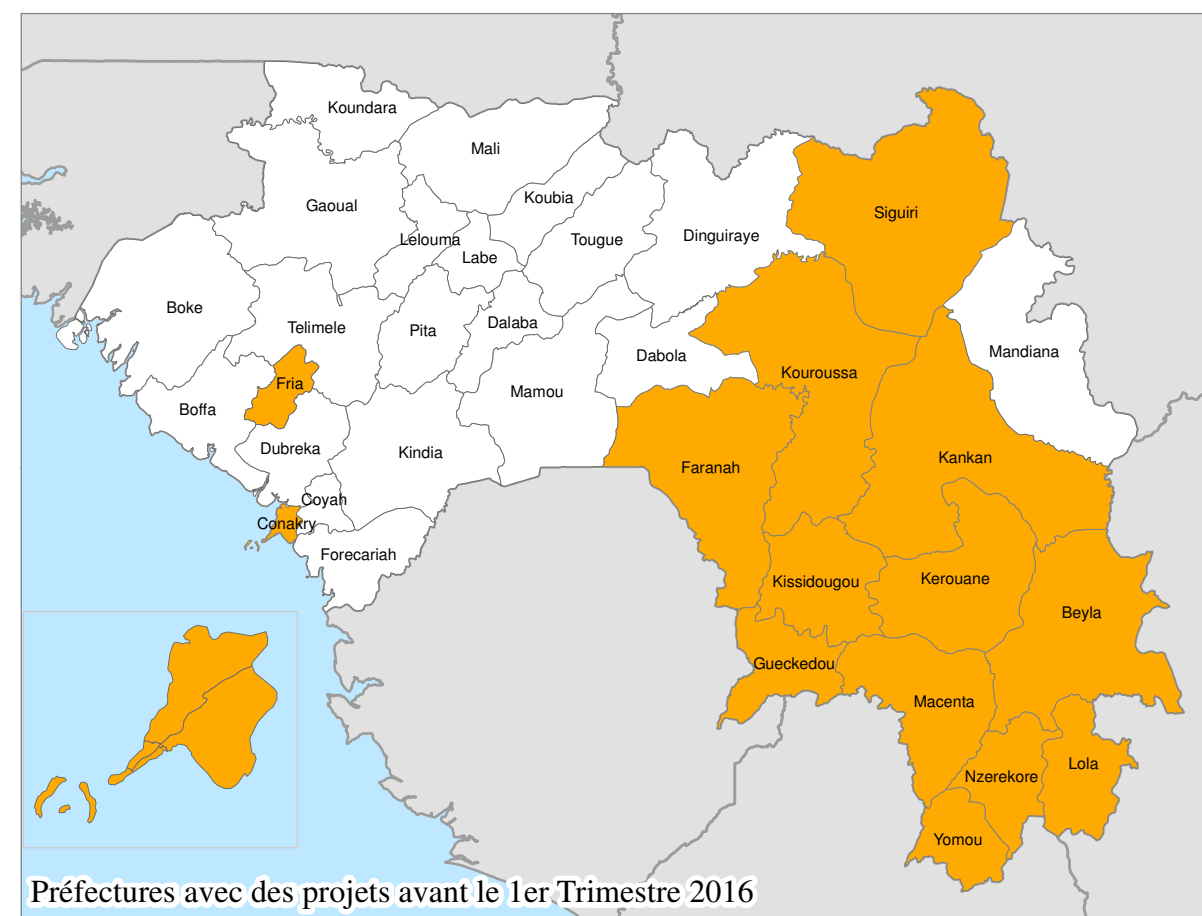 Koundara
Mali
Koubia
Gaoual
Siguiri
Lelouma
Tougue
Dinguiraye
Labe
Boke
Telimele
Pita
Dalaba
Dabola
Mandiana
Kouroussa
Fria
Mamou
Boffa
Dubreka
Kindia
Faranah
Kankan
Coyah
Conakry
Forecariah
Kissidougou
Kerouane
Beyla
Gueckedou
Macenta
Nzerekore
Lola
Yomou
Préfectures avec des projets avant le 1er Trimestre 2016